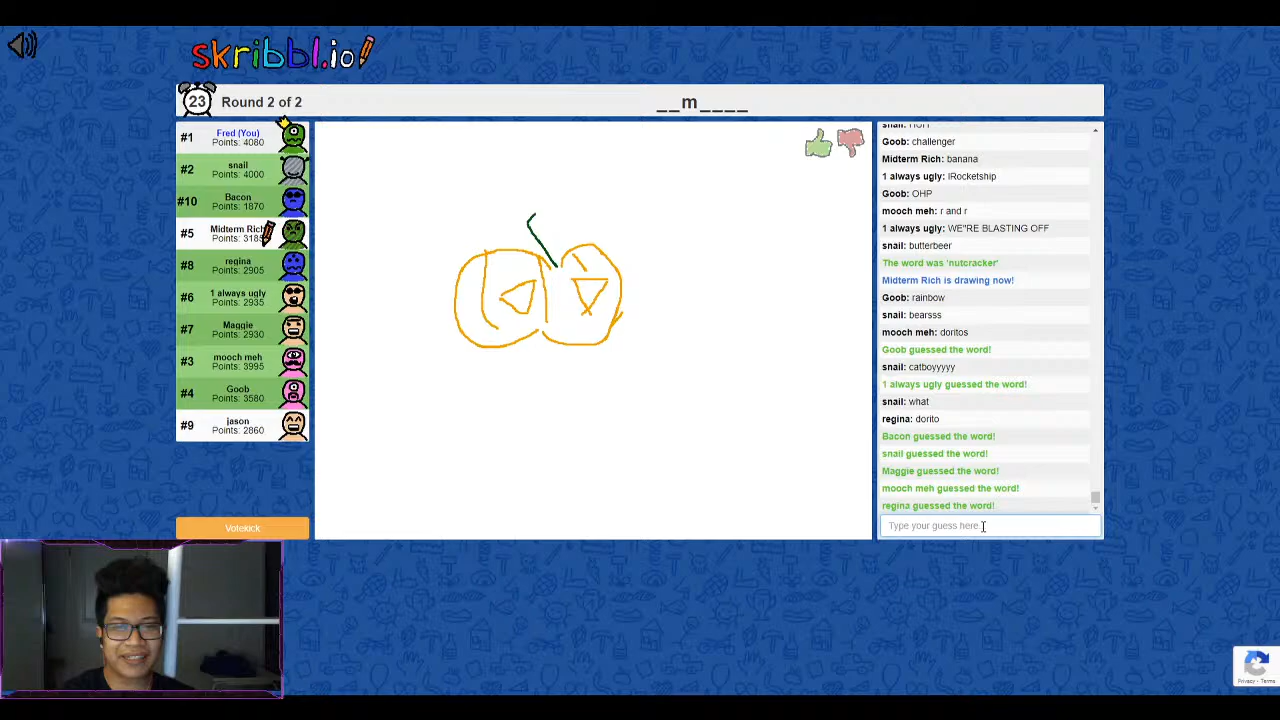 skribbl.io
23
Round 2 of 2
__m____
#1
Fred (You)
Points: 4080
#2
snail
Points: 4000
#10
Bacon
Points: 1870
#5
Midterm Rich
Points: 3185
#8
regina
Points: 2905
#6
1 always ugly
Points: 2935
#7
Maggie
Points: 2930
#3
mooch meh
Points: 3995
#4
Goob
Points: 3580
#9
jason
Points: 2860
Votekick
Goob: challenger
Midterm Rich: banana
1 always ugly: lRocketship
Goob: OHP
mooch meh: r and r
1 always ugly: WE"RE BLASTING OFF
snail: butterbeer
The word was 'nutcracker'
Midterm Rich is drawing now!
Goob: rainbow
snail: bearsss
mooch meh: doritos
Goob guessed the word!
snail: catboyyyyy
1 always ugly guessed the word!
snail: what
regina: dorito
Bacon guessed the word!
snail guessed the word!
Maggie guessed the word!
mooch meh guessed the word!
regina guessed the word!
Type your guess here...
Privacy - Terms